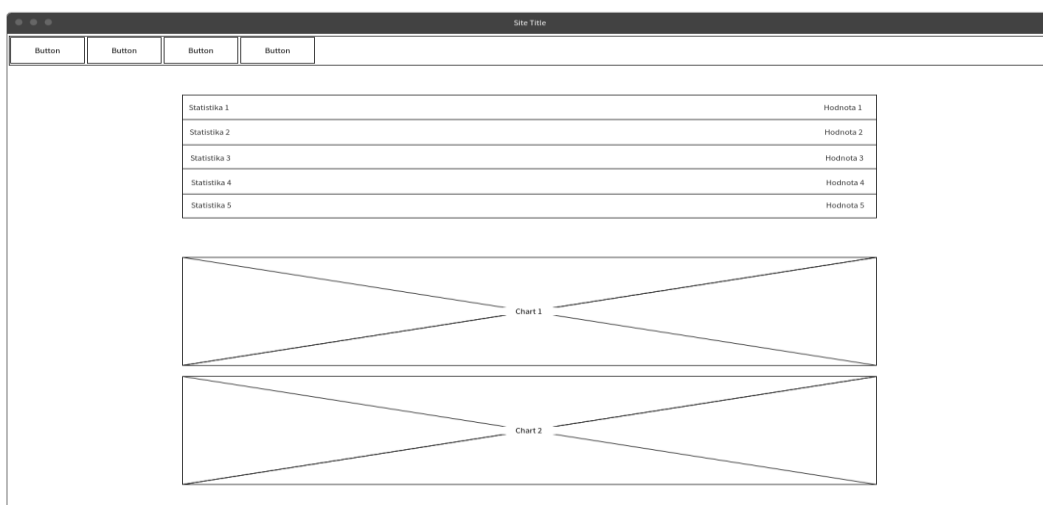 Site Title
Button Button Button Button
Statistika 1 Hodnota 1
Statistika 2 Hodnota 2
Statistika 3 Hodnota 3
Statistika 4 Hodnota 4
Statistika 5 Hodnota 5
Chart 1
Chart 2